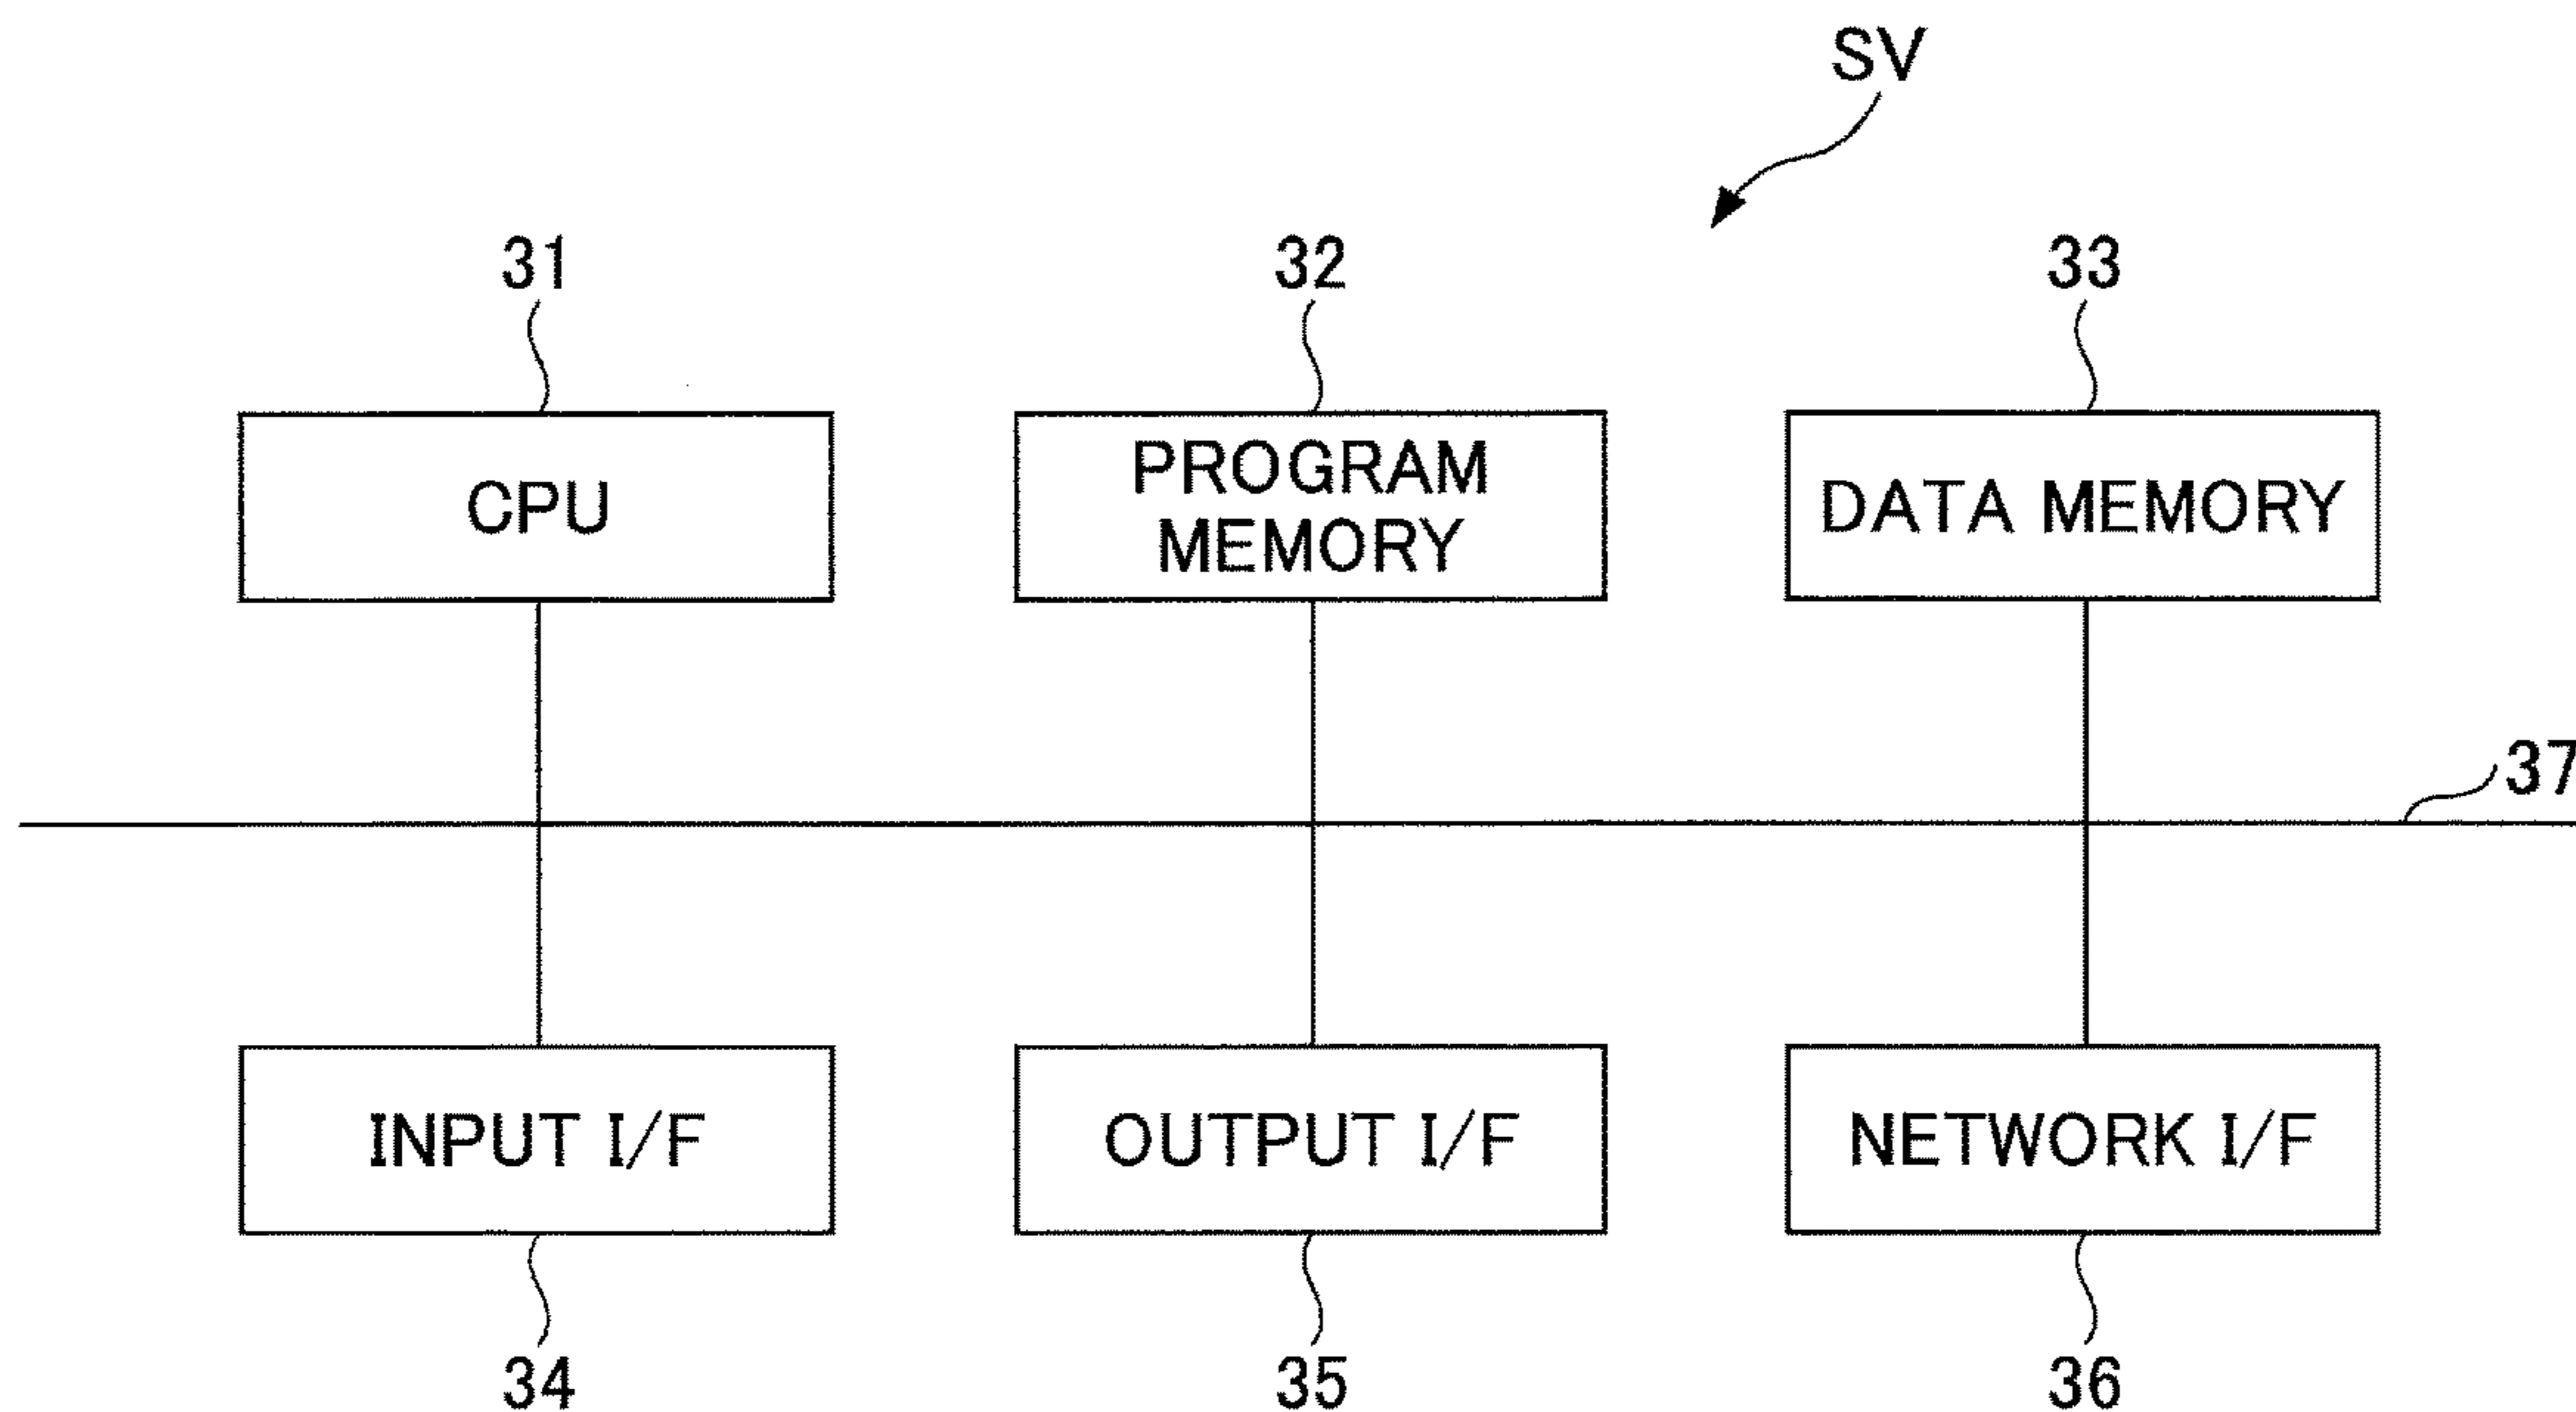 SV
31
32
33
CPU
PROGRAM
MEMORY
DATA MEMORY
37
INPUT I/F
OUTPUT I/F
NETWORK I/F
34
35
36